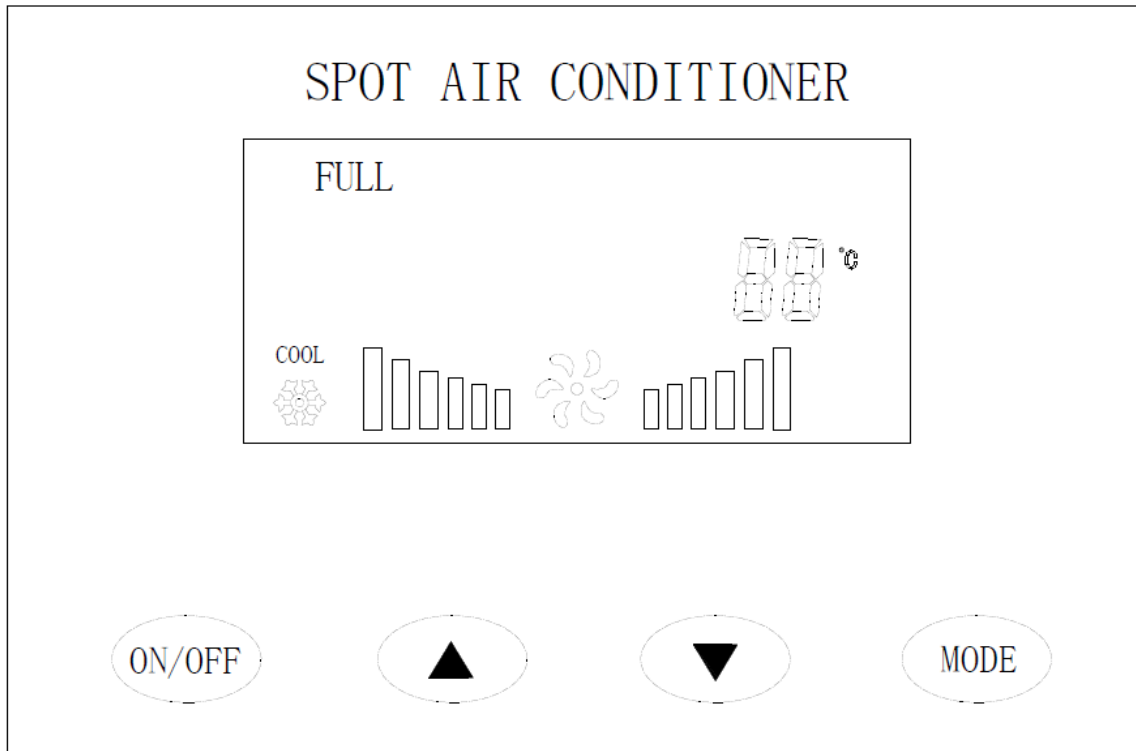 SPOT AIR CONDITIONER
FULL
88 °C
COOL
ON/OFF ▲ ▼ MODE